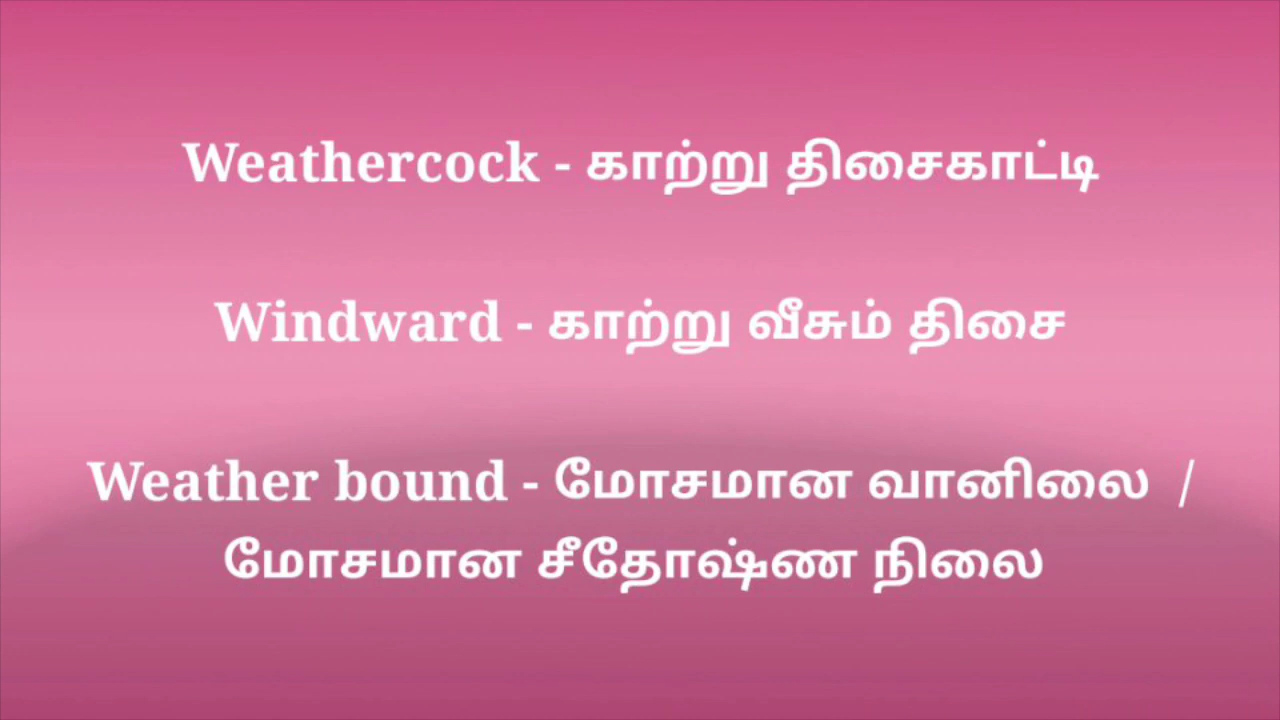 Weathercock - காற்று திசைகாட்டி
Windward - காற்று வீசும் திசை
Weather bound - மோசமான வானிலை /
மோசமான சீதோஷ்ண நிலை